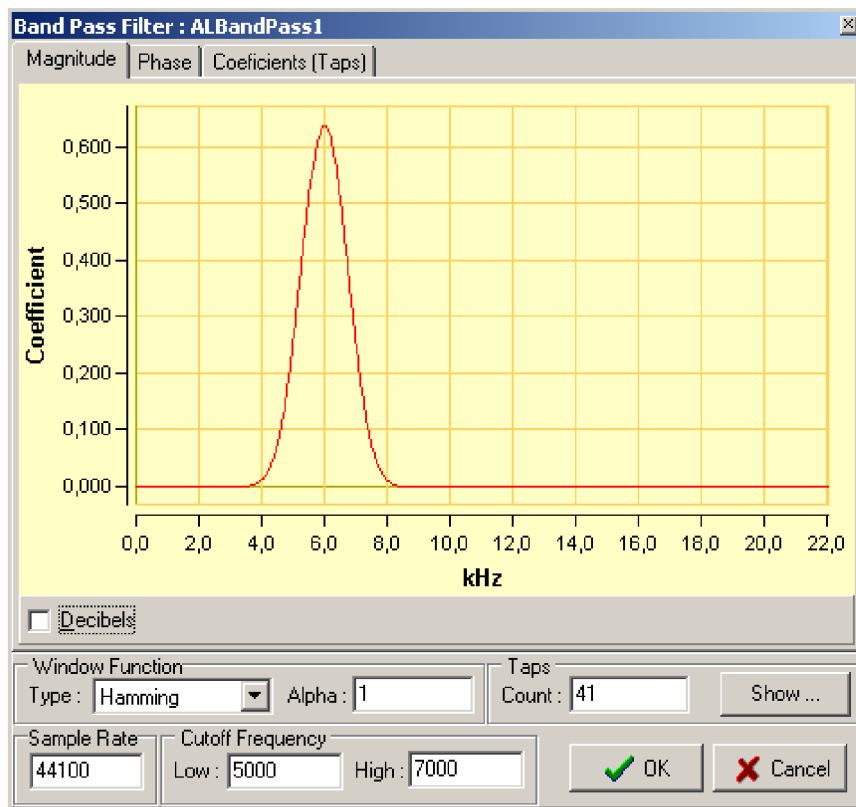 Band Pass Filter : ALBandPass1
Magnitude Phase Coeficients (Taps)
0,600
0,500
0,400
0,300
0,200
0,100
0,000
Coefficient
0,0 2,0 4,0 6,0 8,0 10,0 12,0 14,0 16,0 18,0 20,0 22,0
kHz
Decibels
Window Function
Type : Hamming Alpha : 1
Taps
Count : 41 Show ...
Sample Rate
44100
Cutoff Frequency
Low : 5000 High : 7000
OK Cancel